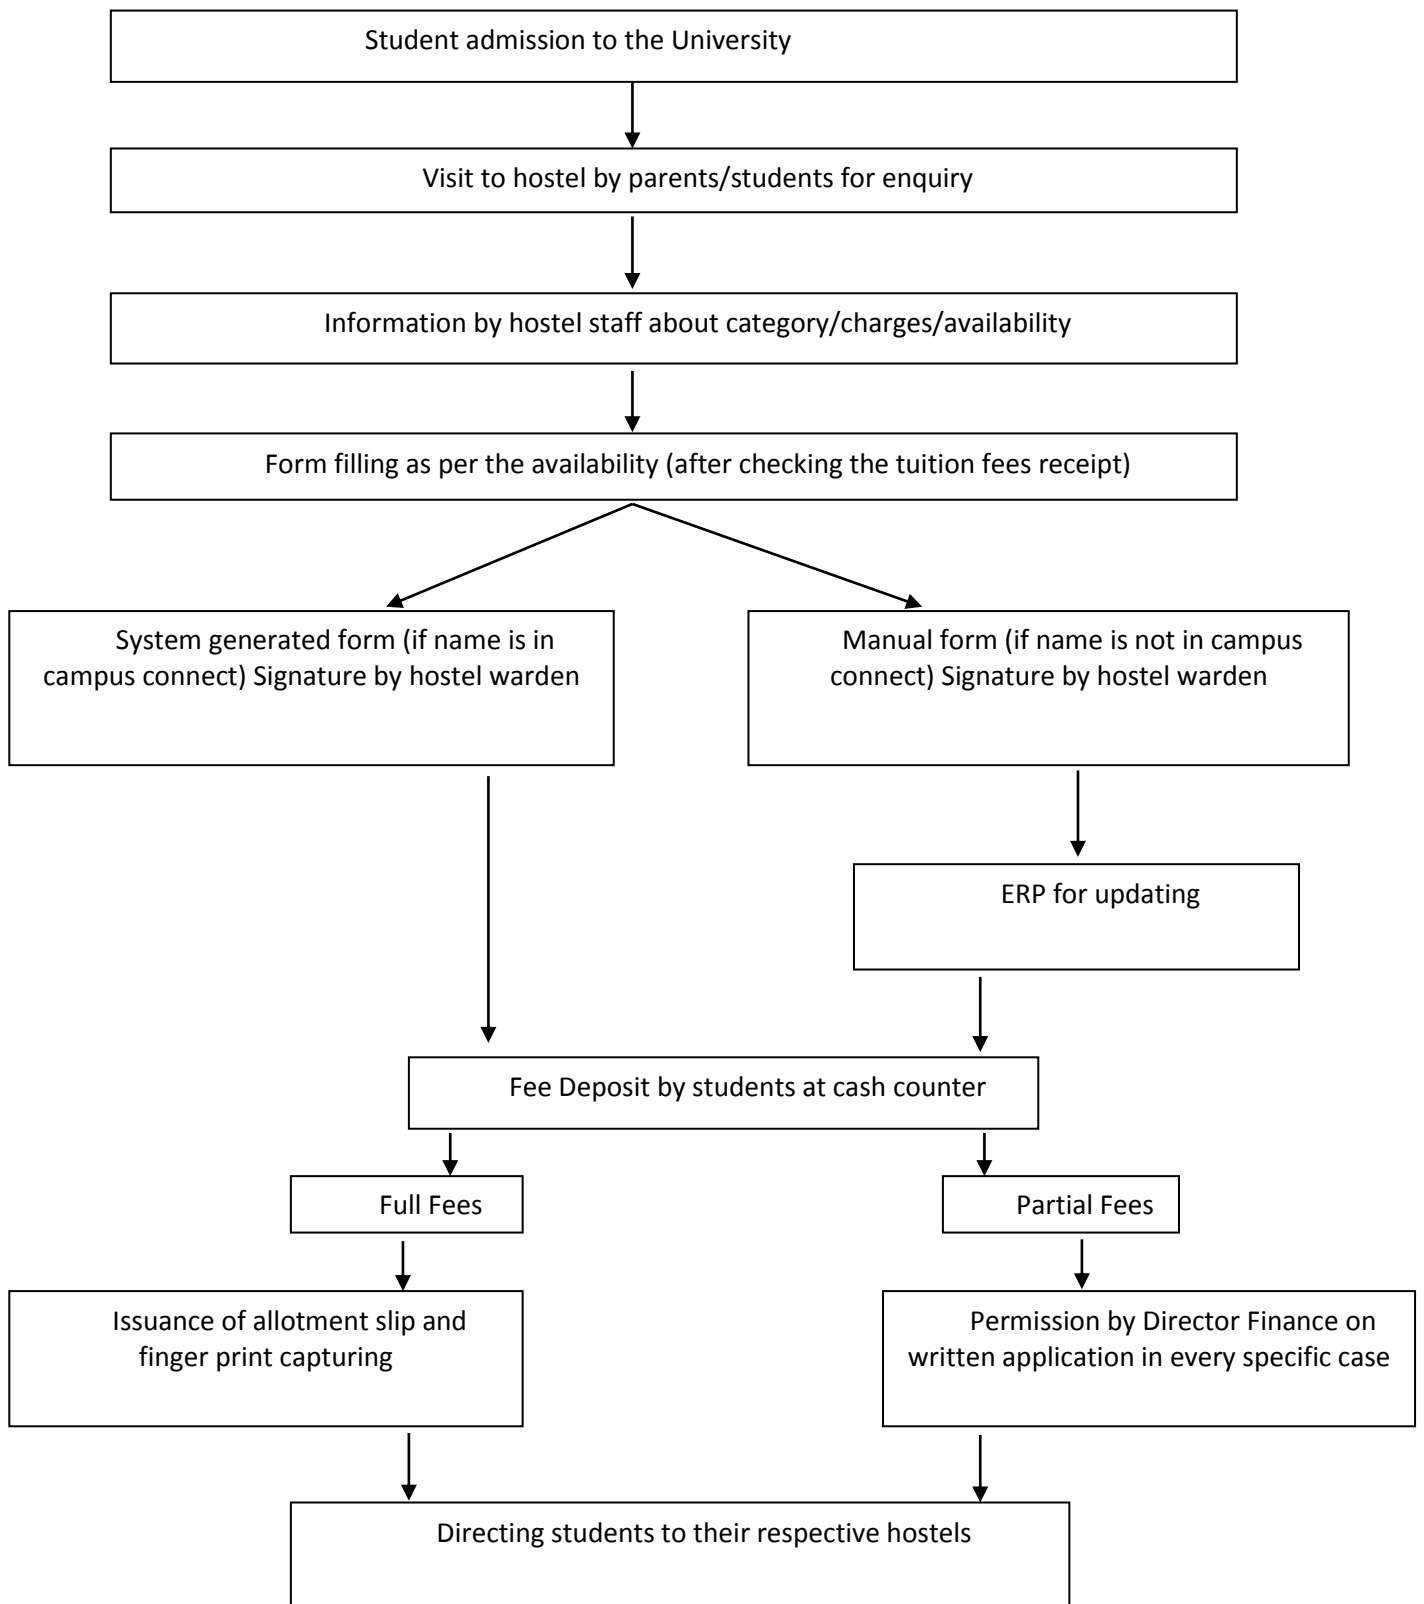 Student admission to the University
Visit to hostel by parents/students for enquiry
Information by hostel staff about category/charges/availability
Form filling as per the availability (after checking the tuition fees receipt)
System generated form (if name is in
campus connect) Signature by hostel warden
Manual form (if name is not in campus
connect) Signature by hostel warden
ERP for updating
Fee Deposit by students at cash counter
Full Fees
Partial Fees
Issuance of allotment slip and
finger print capturing
Permission by Director Finance on
written application in every specific case
Directing students to their respective hostels